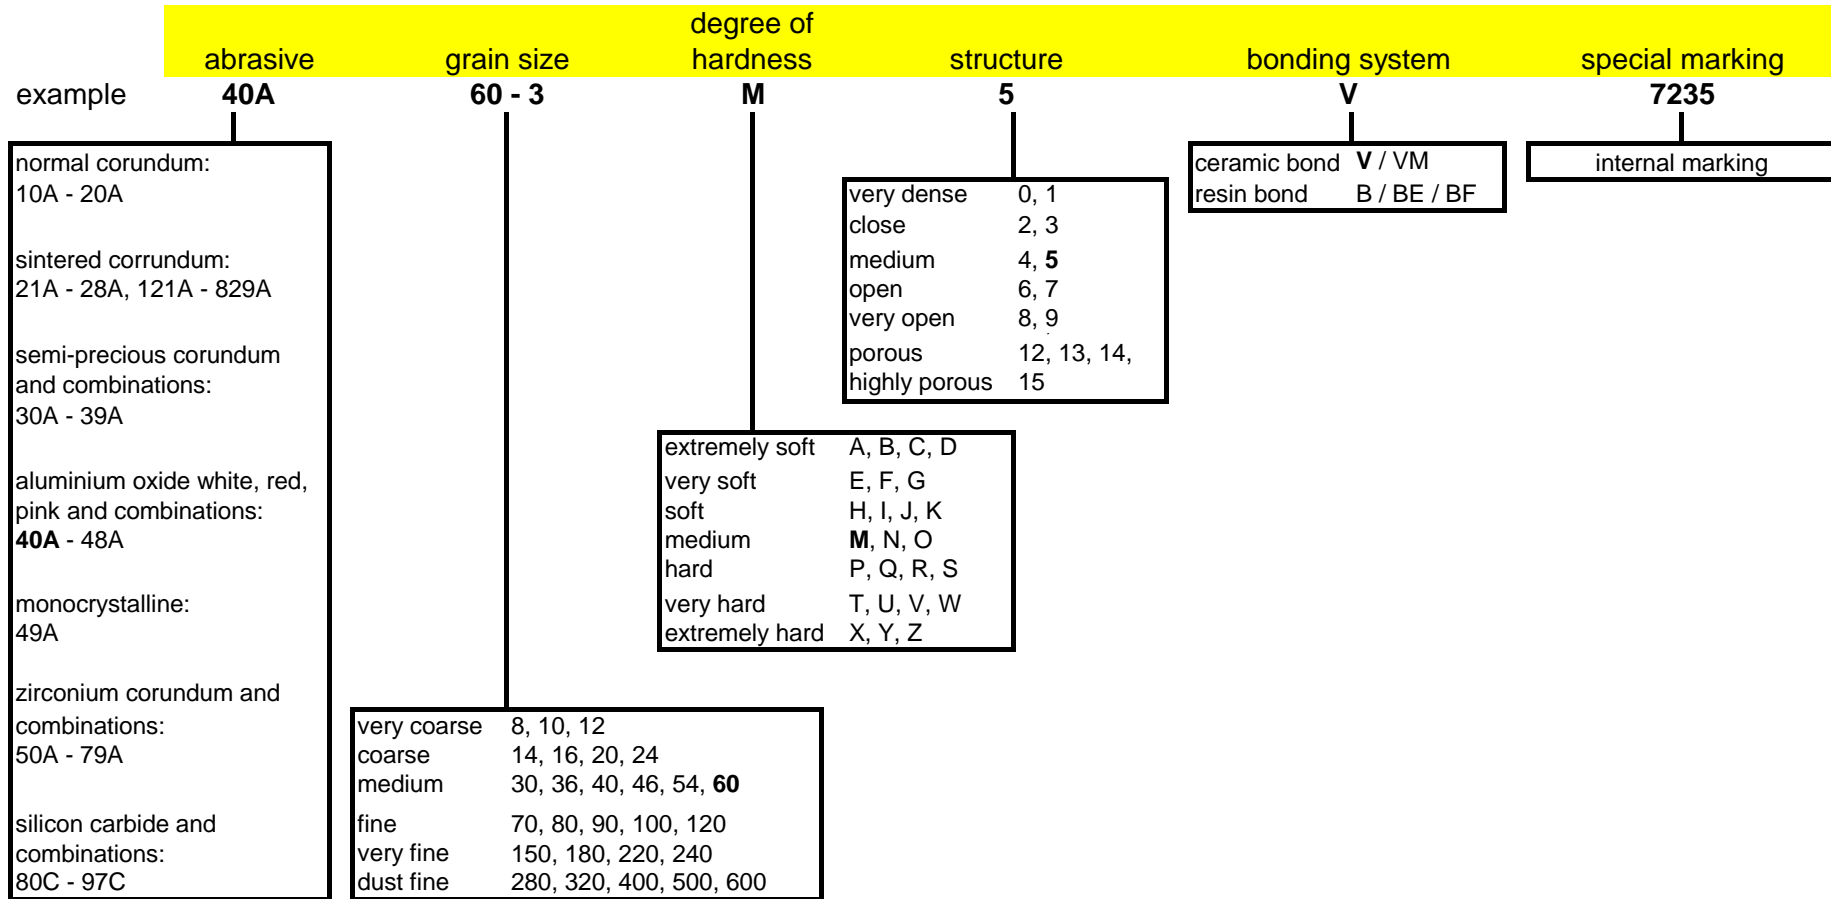 degree of
abrasive grain size hardness structure bonding system special marking
example 40A 60 - 3 M 5 V 7235
normal corundum:
10A - 20A
sintered corrundum:
21A - 28A, 121A - 829A
semi-precious corundum
and combinations:
30A - 39A
aluminium oxide white, red,
pink and combinations:
40A - 48A
monocrystalline:
49A
zirconium corundum and
combinations:
50A - 79A
silicon carbide and
combinations:
80C - 97C
very coarse 8, 10, 12
coarse 14, 16, 20, 24
medium 30, 36, 40, 46, 54, 60
fine 70, 80, 90, 100, 120
very fine 150, 180, 220, 240
dust fine 280, 320, 400, 500, 600
extremely soft A, B, C, D
very soft E, F, G
soft H, I, J, K
medium M, N, O
hard P, Q, R, S
very hard T, U, V, W
extremely hard X, Y, Z
very dense 0, 1
close 2, 3
medium 4, 5
open 6, 7
very open 8, 9
porous 12, 13, 14,
highly porous 15
ceramic bond V / VM
resin bond B / BE / BF
internal marking